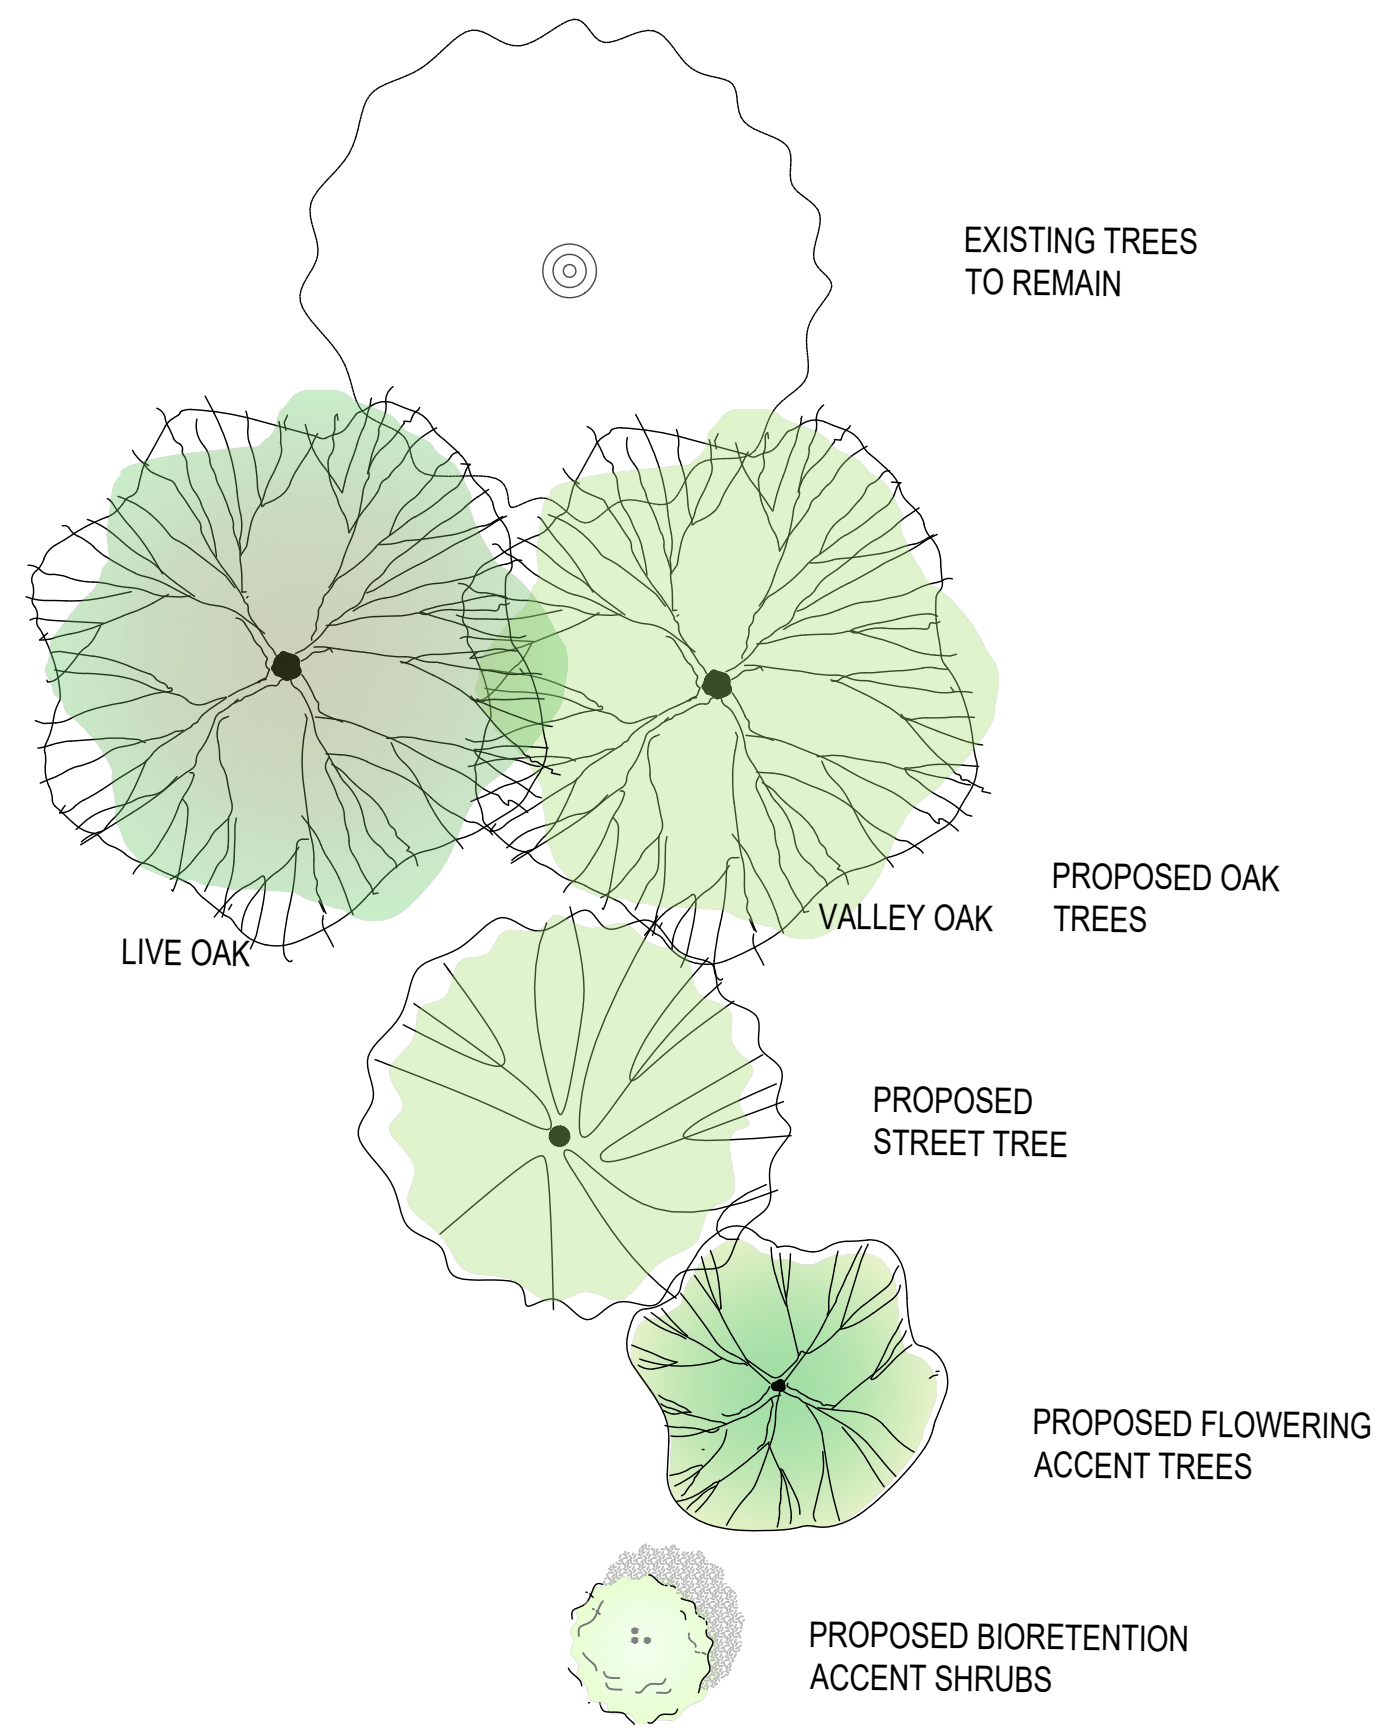 EXISTING TREES
TO REMAIN
PROPOSED OAK
TREES
VALLEY OAK
LIVE OAK
PROPOSED
STREET TREE
PROPOSED FLOWERING
ACCENT TREES
PROPOSED BIORETENTION
ACCENT SHRUBS